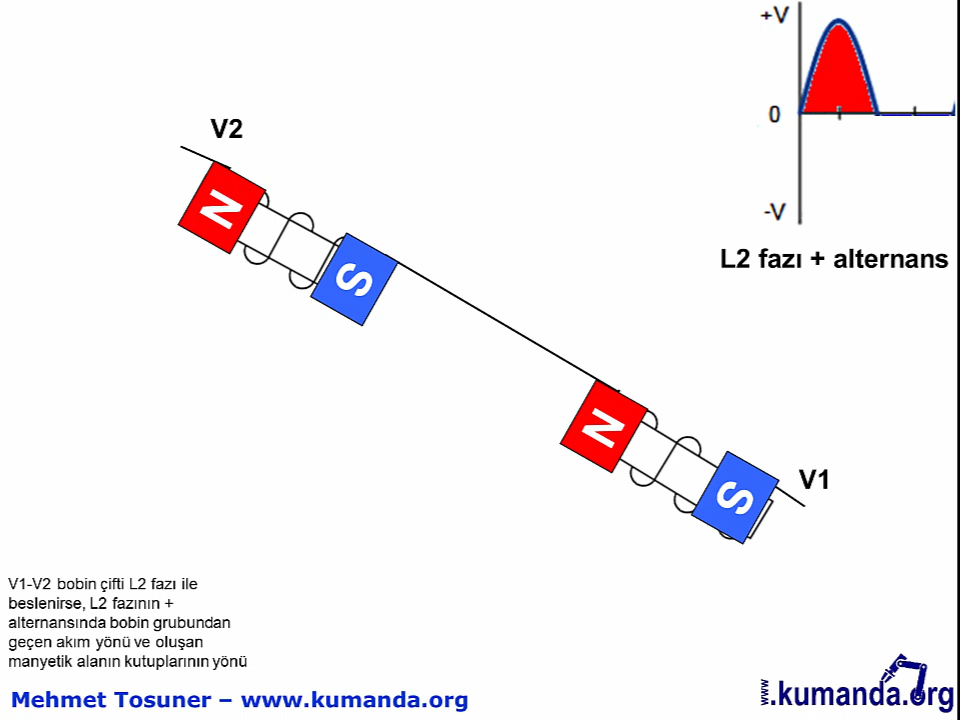 +V
0
-V
L2 fazı + alternans
V2
N
S
N
S
V1
V1-V2 bobin çifti L2 fazı ile
beslenirse, L2 fazının +
alternansında bobin grubundan
geçen akım yönü ve oluşan
manyetik alanın kutuplarının yönü
Mehmet Tosuner – www.kumanda.org
www.kumanda.org